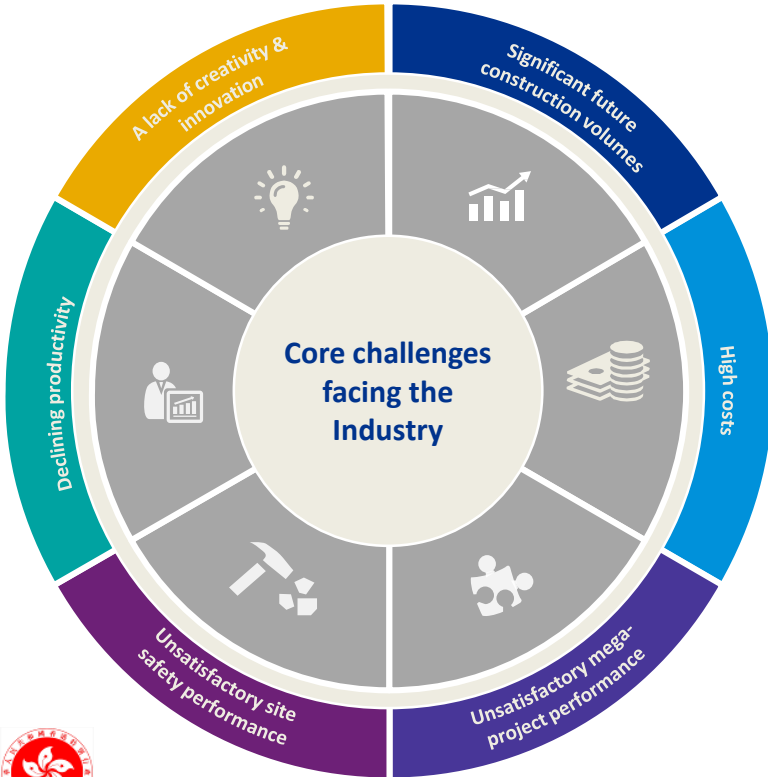 Core challenges
facing the
Industry
Significant future
construction volumes
High costs
Unsatisfactory mega-
project performance
Unsatisfactory site
safety performance
Declining productivity
A lack of creativity &
innovation